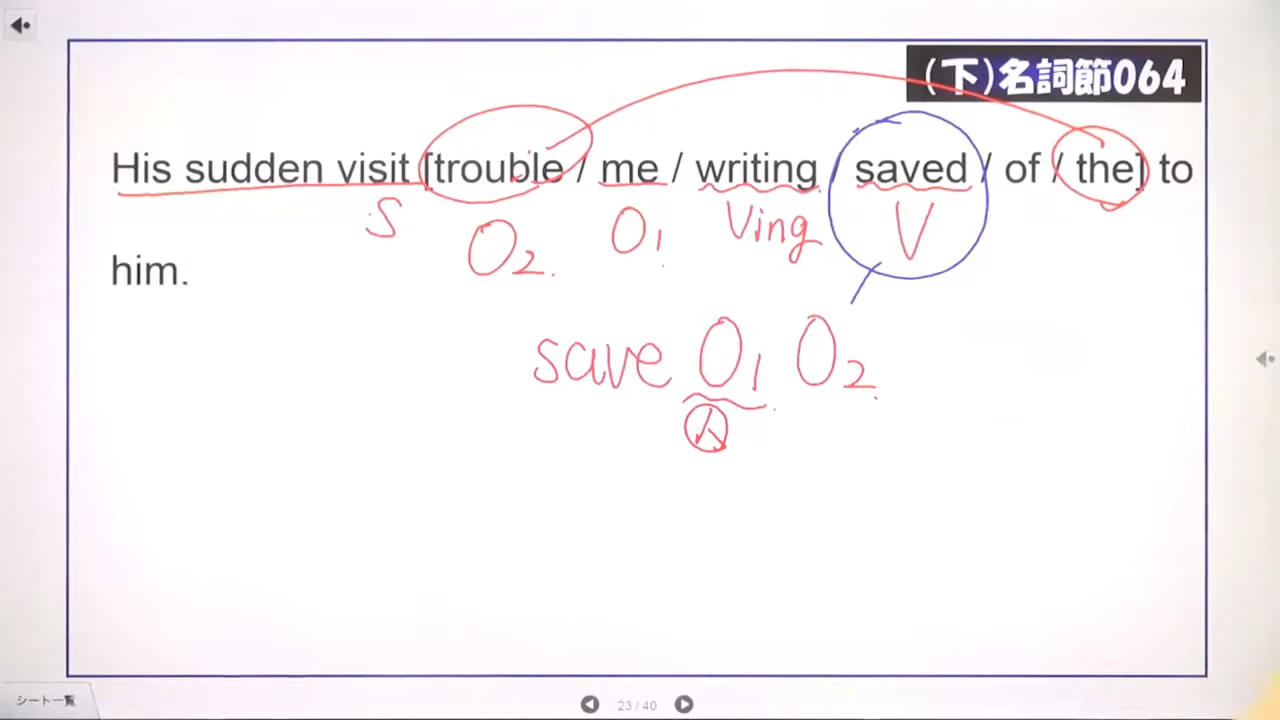 (下)名詞節064
His sudden visit [trouble / me / writing / saved / of / the] to
S O2. O1. Ving V
him.
save O1 O2.
人
シート一覧
23 / 40